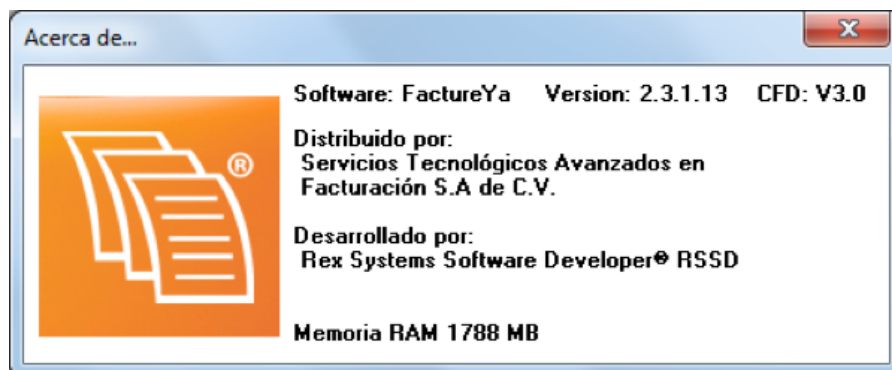 Acerca de...
Software: FactureYa Version: 2.3.1.13 CFD: V3.0
Distribuido por:
Servicios Tecnológicos Avanzados en
Facturación S.A de C.V.
Desarrollado por:
Rex Systems Software Developer® RSSD
Memoria RAM 1788 MB
®